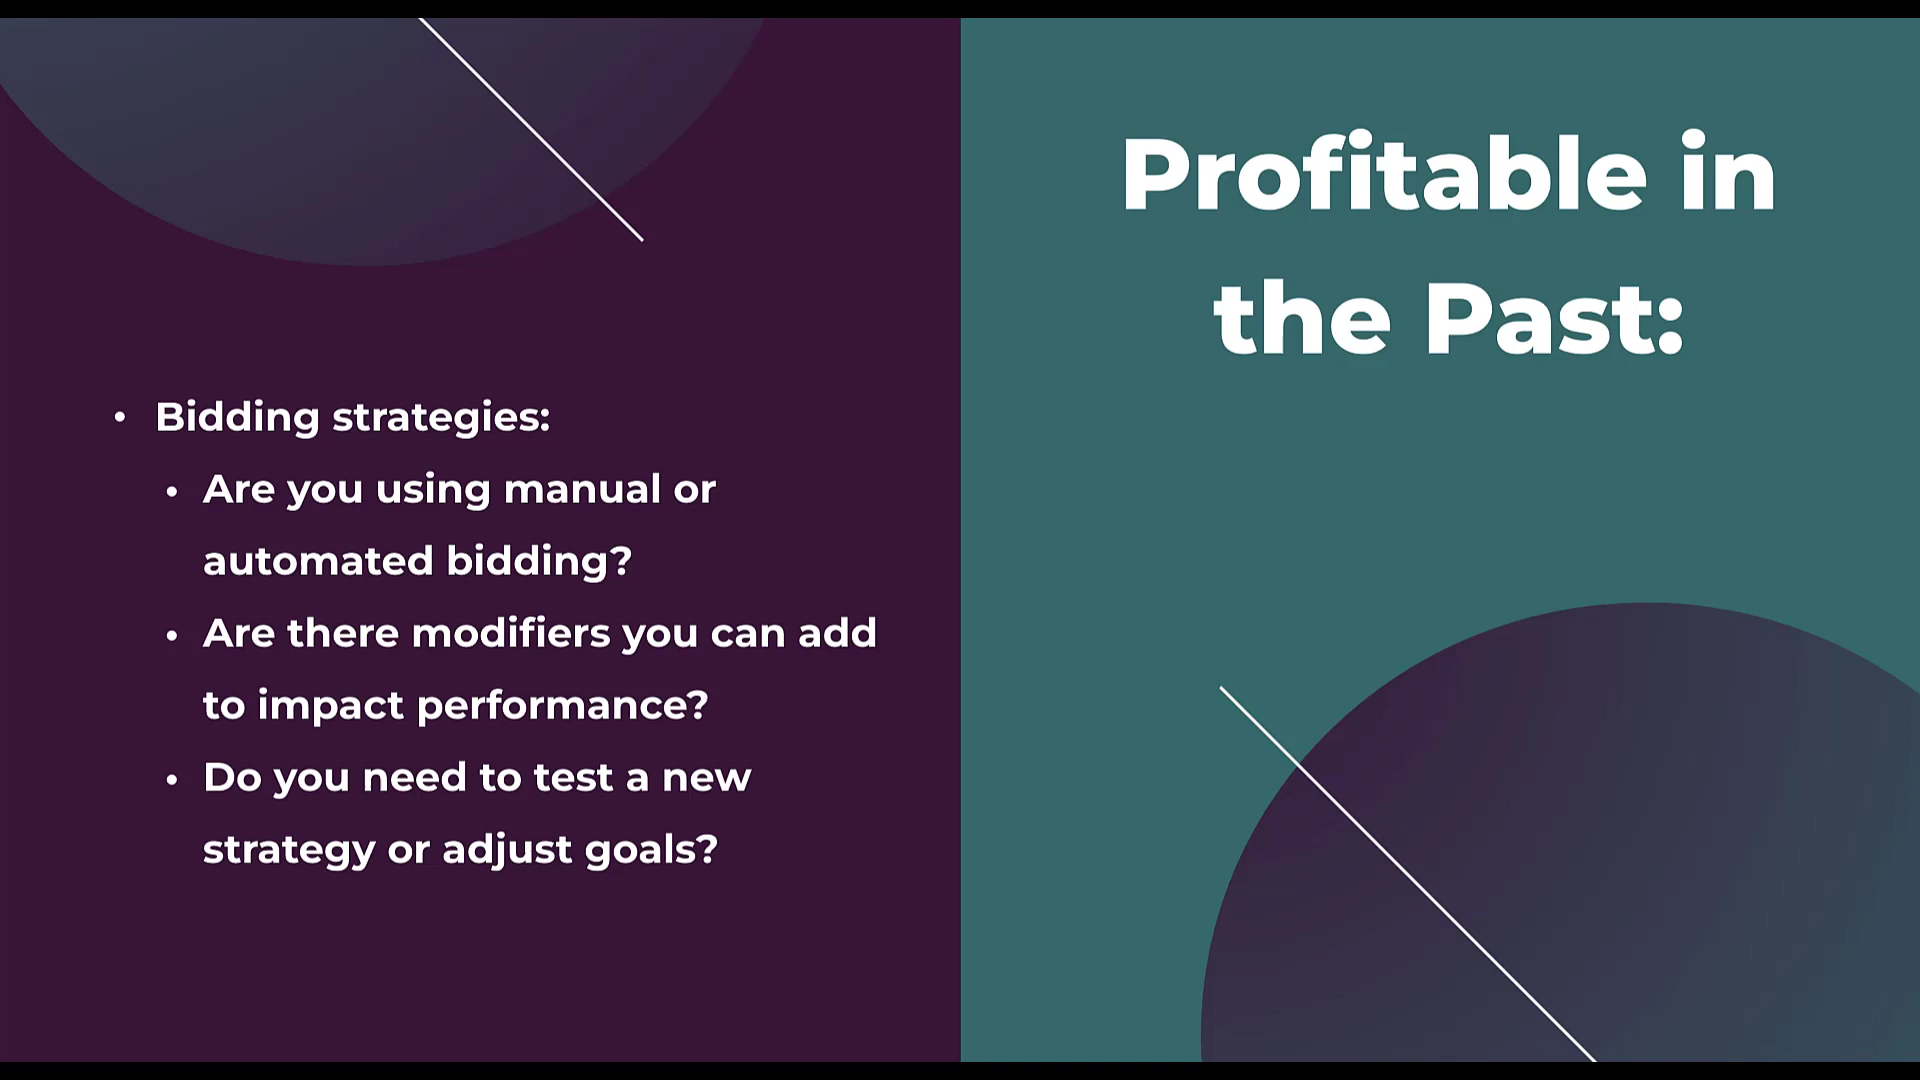 Profitable in
the Past:
• Bidding strategies:
• Are you using manual or
automated bidding?
• Are there modifiers you can add
to impact performance?
• Do you need to test a new
strategy or adjust goals?